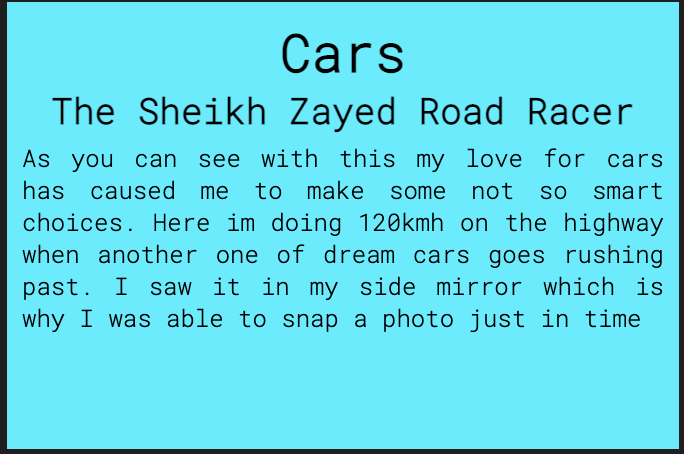 Cars
The Sheikh Zayed Road Racer
As you can see with this my love for cars
has caused me to make some not so smart
choices. Here im doing 120kmh on the highway
when another one of dream cars goes rushing
past. I saw it in my side mirror which is
why I was able to snap a photo just in time